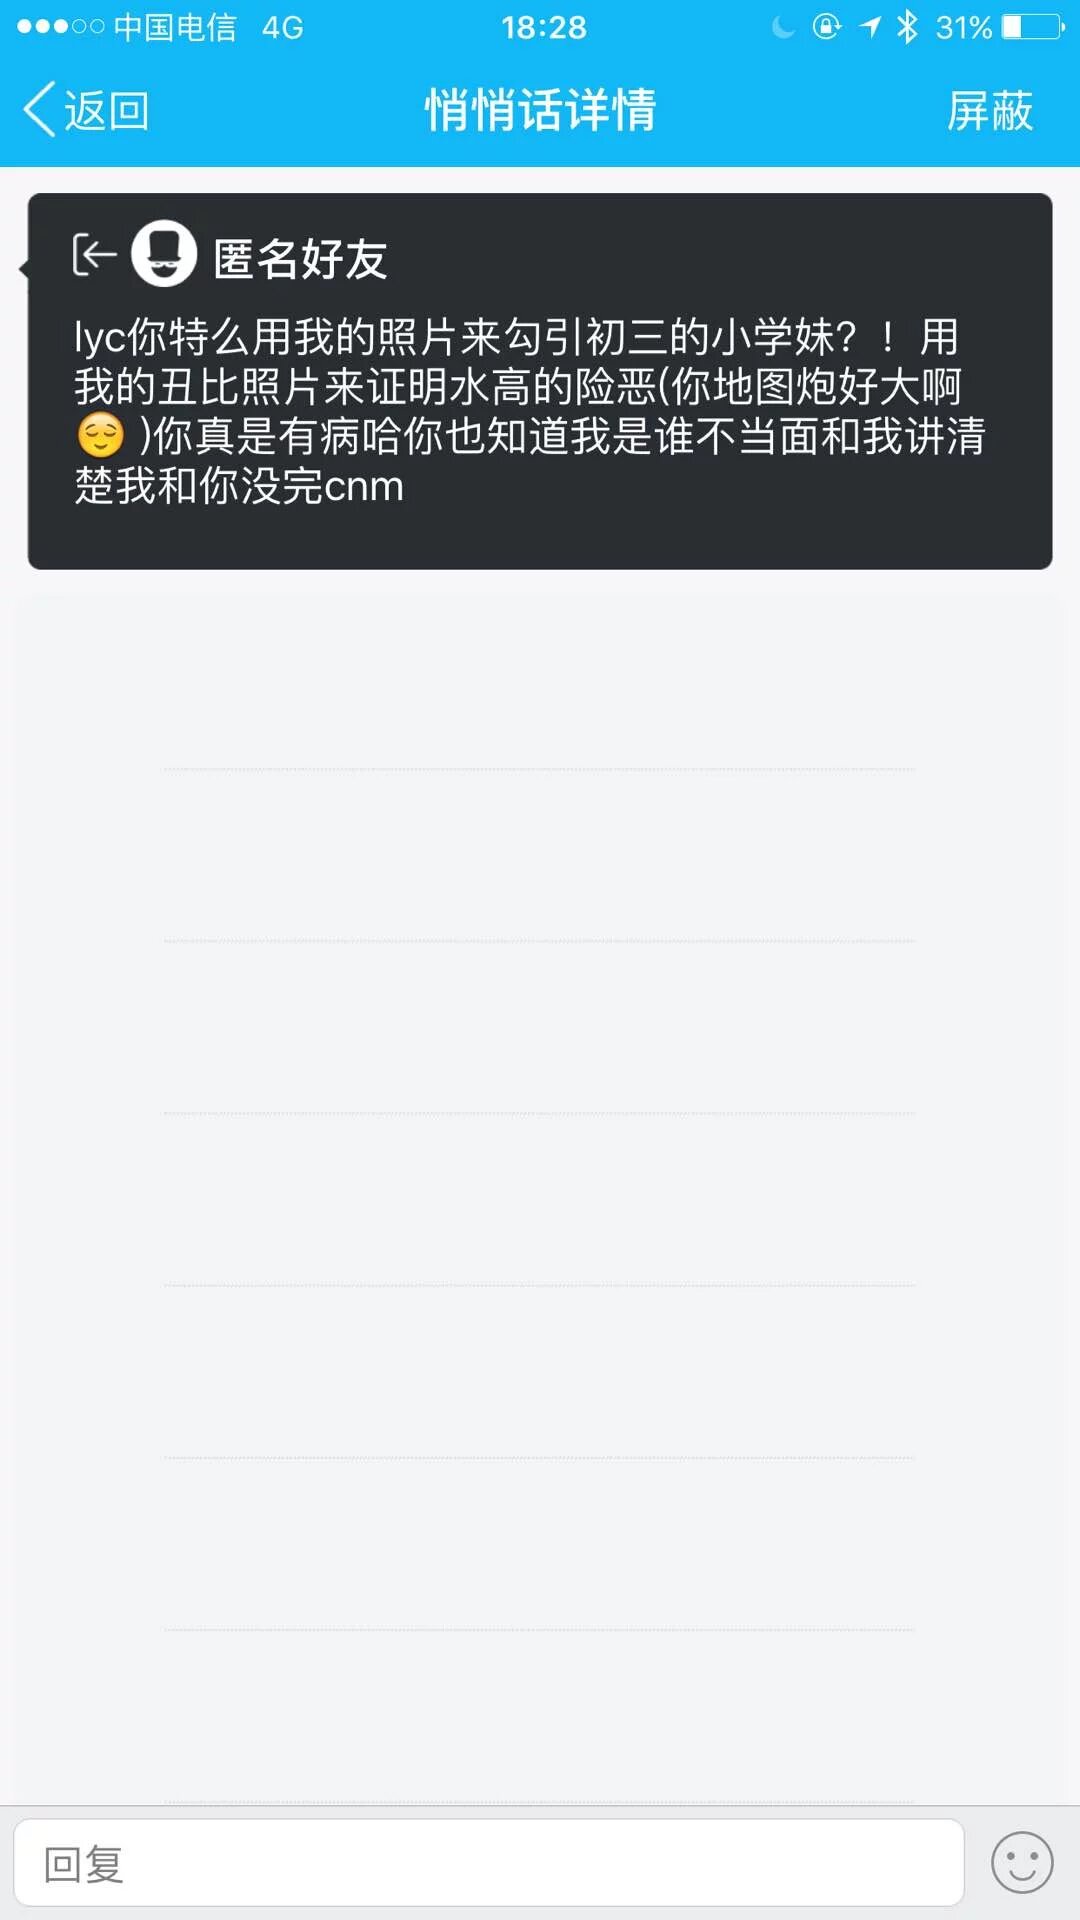 中国电信 4G 18:28 31%
返回 悄悄话详情 屏蔽
匿名好友
lyc你特么用我的照片来勾引初三的小学妹？！用
我的丑比照片来证明水高的险恶(你地图炮好大啊
😌)你真是有病哈你也知道我是谁不当面和我讲清
楚我和你没完cnm
回复